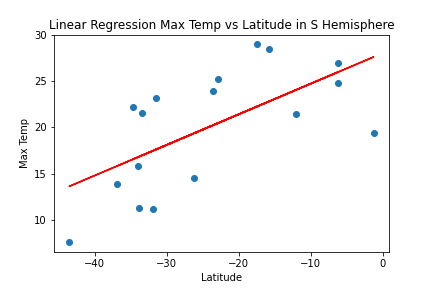 Linear Regression Max Temp vs Latitude in S Hemisphere
30
25
20
15
10
Max Temp
−40 −30 −20 −10 0
Latitude